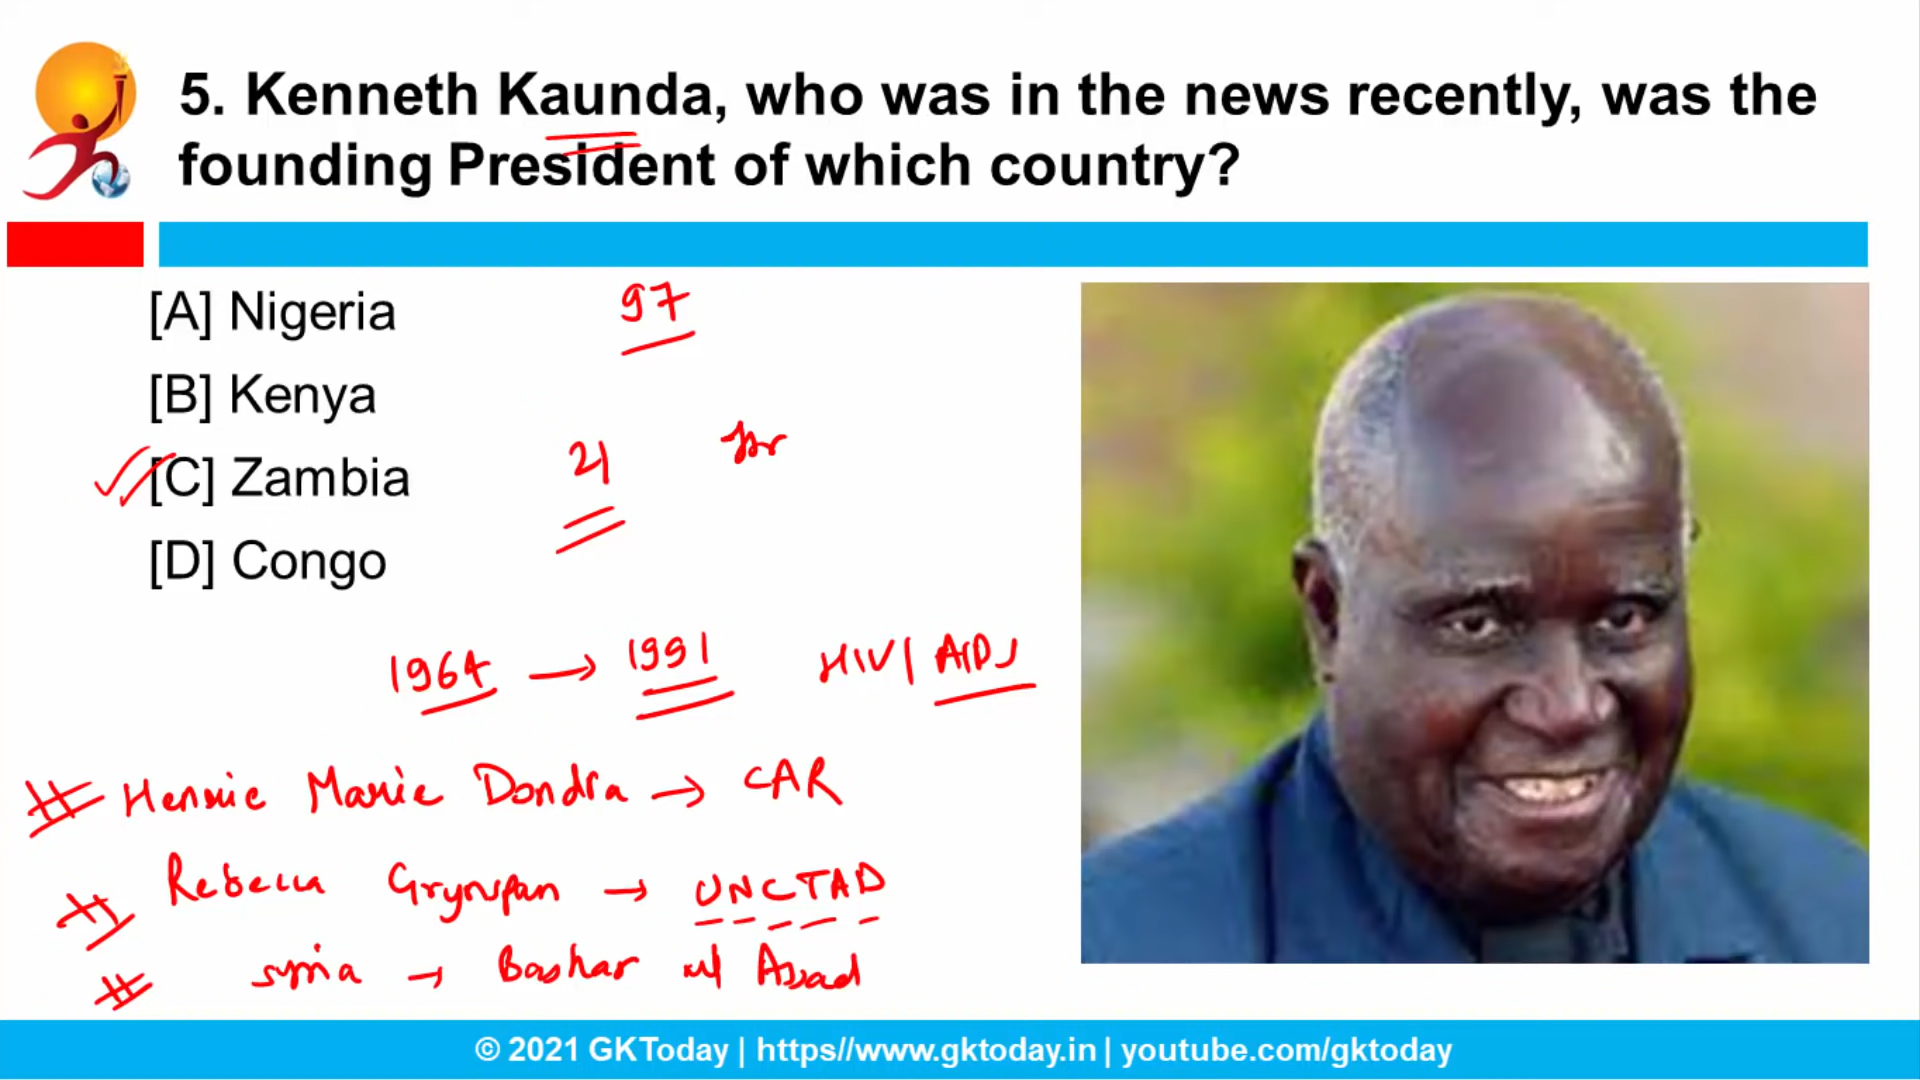 5. Kenneth Kaunda, who was in the news recently, was the
founding President of which country?
[A] Nigeria
97
[B] Kenya
[C] Zambia
21
[D] Congo
1964 → 1991 HIV/AIDS
# Henrie Marie Dondra → CAR
# Rebecca Grynspan → UNCTAD
# Syria → Bashar al Assad
© 2021 GKToday | https//www.gktoday.in | youtube.com/gktoday